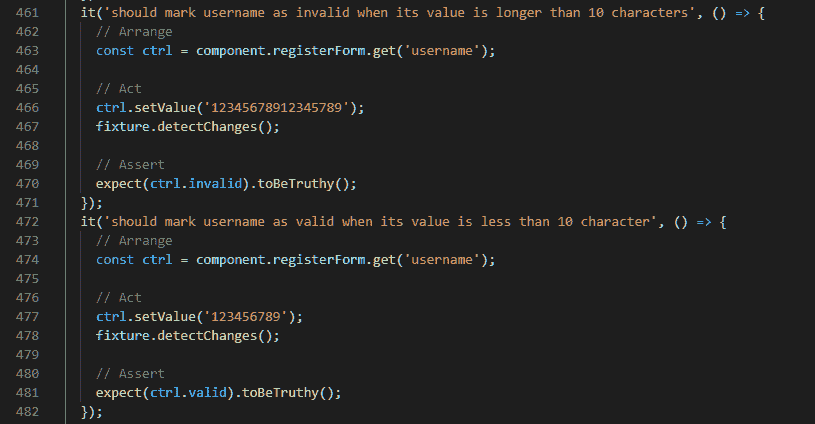 461 it('should mark username as invalid when its value is longer than 10 characters', () => {
462 // Arrange
463 const ctrl = component.registerForm.get('username');
464
465 // Act
466 ctrl.setValue('12345678912345789');
467 fixture.detectChanges();
468
469 // Assert
470 expect(ctrl.invalid).toBeTruthy();
471 });
472 it('should mark username as valid when its value is less than 10 character', () => {
473 // Arrange
474 const ctrl = component.registerForm.get('username');
475
476 // Act
477 ctrl.setValue('123456789');
478 fixture.detectChanges();
479
480 // Assert
481 expect(ctrl.valid).toBeTruthy();
482 });